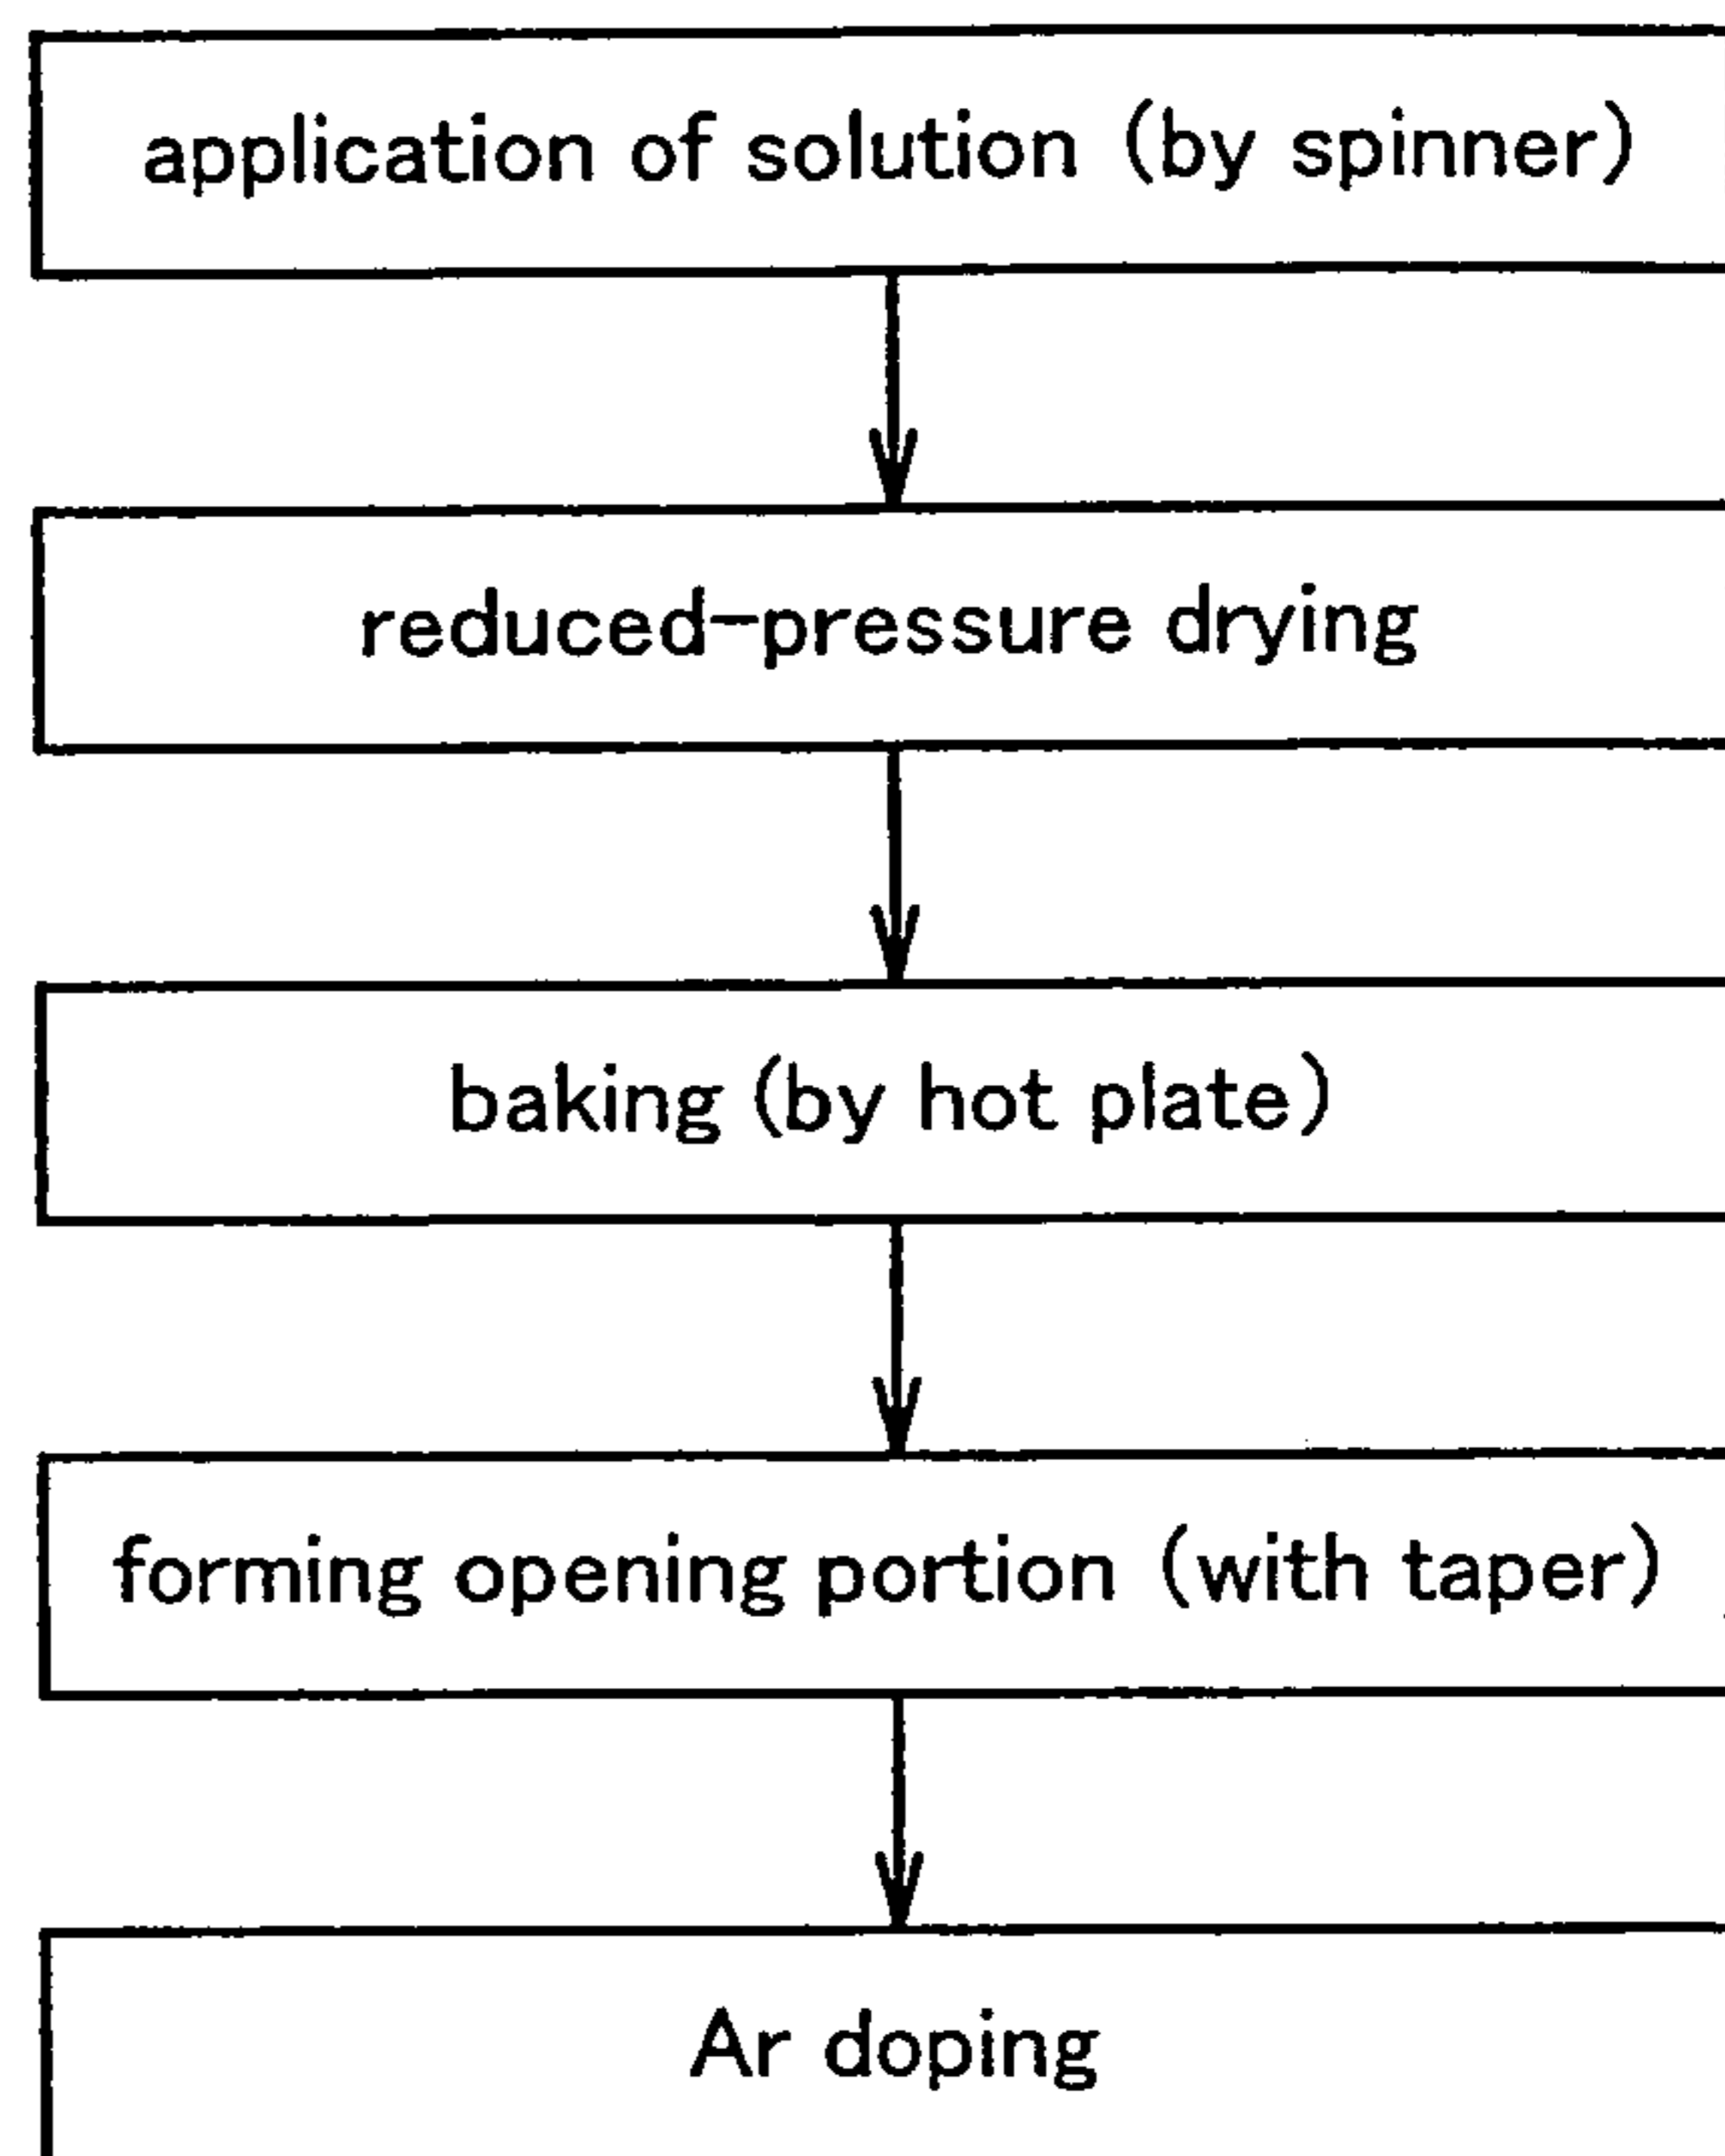 application of solution (by spinner)
reduced-pressure drying
baking (by hot plate)
forming opening portion (with taper)
Ar doping